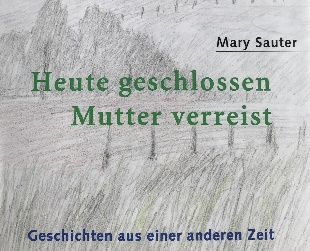 Mary Sauter
Heute geschlossen
Mutter verreist
Geschichten aus einer anderen Zeit